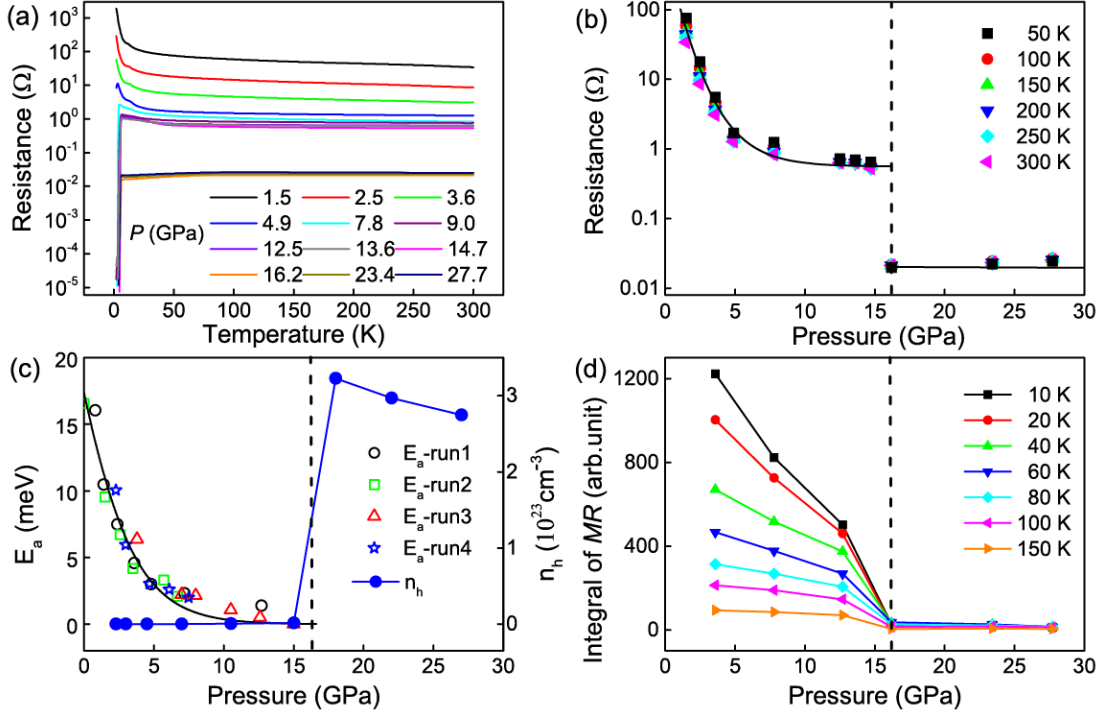 (a)
Resistance (Ω)
10³
10²
10¹
10⁰
10⁻¹
10⁻²
10⁻³
10⁻⁴
10⁻⁵
P (GPa)
1.5 2.5 3.6
4.9 7.8 9.0
12.5 13.6 14.7
16.2 23.4 27.7
0 50 100 150 200 250 300
Temperature (K)
(b)
Resistance (Ω)
100
10
1
0.1
0.01
50 K
100 K
150 K
200 K
250 K
300 K
5 10 15 20 25 30
Pressure (GPa)
(c)
E_a (meV)
20
15
10
5
0
E_a-run1
E_a-run2
E_a-run3
E_a-run4
n_h
3
2
1
0
n_h (10²³cm⁻³)
0 5 10 15 20 25 30
Pressure (GPa)
(d)
Integral of MR (arb.unit)
1200
800
400
0
10 K
20 K
40 K
60 K
80 K
100 K
150 K
0 5 10 15 20 25 30
Pressure (GPa)